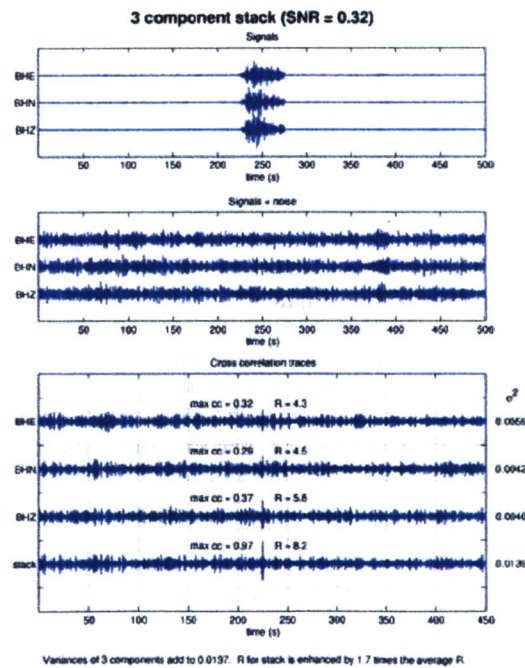 3 component stack (SNR = 0.32)
Signals
BHE
BHN
BHZ
50 100 150 200 250 300 350 400 450 500
time (s)
Signals + noise
BHE
BHN
BHZ
50 100 150 200 250 300 350 400 450 500
time (s)
Cross correlation traces
σ²
max cc = 0.32 R = 4.3
BHE
max cc = 0.29 R = 4.5
BHN 0.0042
max cc = 0.37 R = 5.8
BHZ
max cc = 0.97 R = 8.2
stack
50 100 150 200 250 300 350 400 450
time (s)
Variances of 3 components add to 0.0137. R for stack is enhanced by 1.7 times the average R.